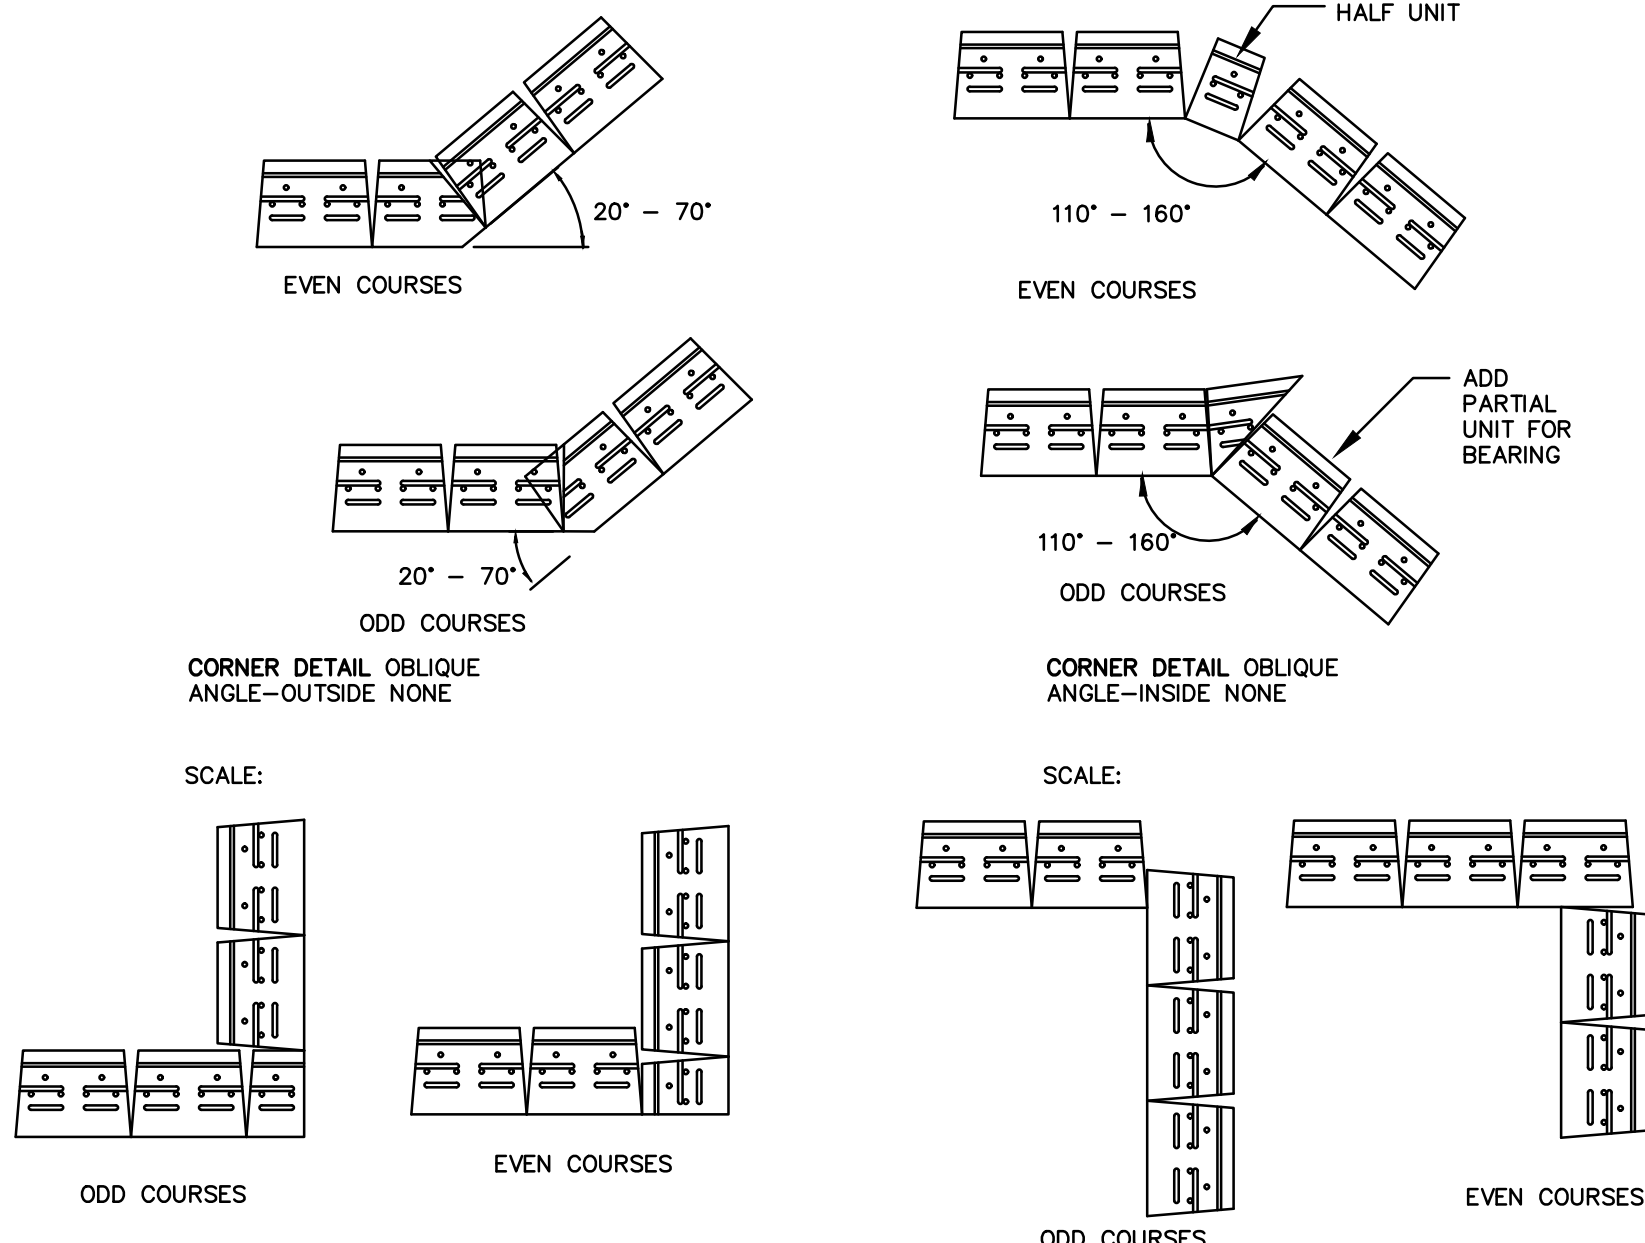 HALF UNIT
20° – 70°
110° – 160°
EVEN COURSES
EVEN COURSES
ADD
PARTIAL
UNIT FOR
BEARING
110° – 160°
20° – 70°
ODD COURSES
ODD COURSES
CORNER DETAIL OBLIQUE
ANGLE–OUTSIDE NONE
CORNER DETAIL OBLIQUE
ANGLE–INSIDE NONE
SCALE:
SCALE:
EVEN COURSES
ODD COURSES
EVEN COURSES
ODD COURSES